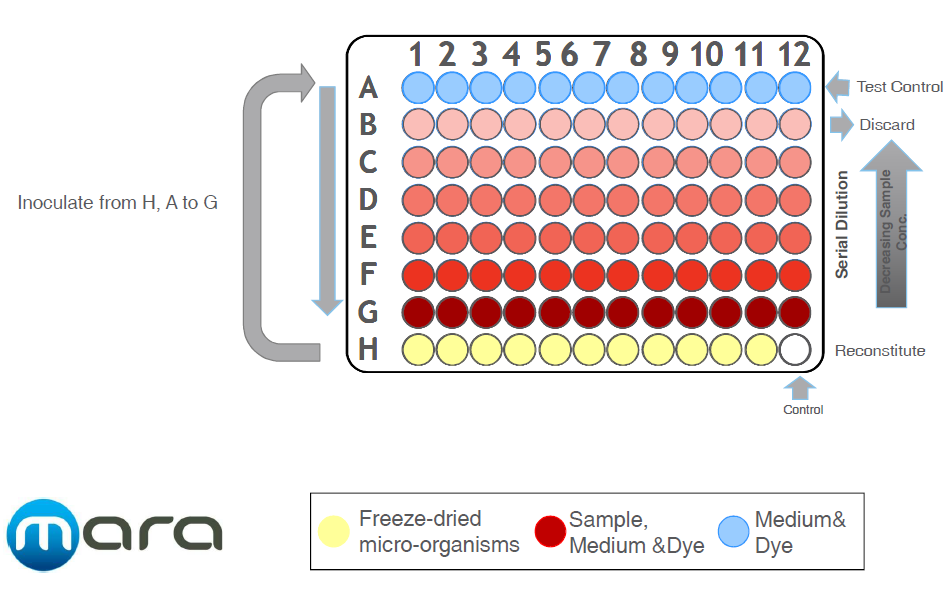 1 2 3 4 5 6 7 8 9 10 11 12
A
Test Control
B
Discard
C
D
E
F
G
H
Serial Dilution
Decreasing Sample
Conc.
Inoculate from H, A to G
Reconstitute
Control
mara
Freeze-dried
micro-organisms
Sample,
Medium &Dye
Medium&
Dye